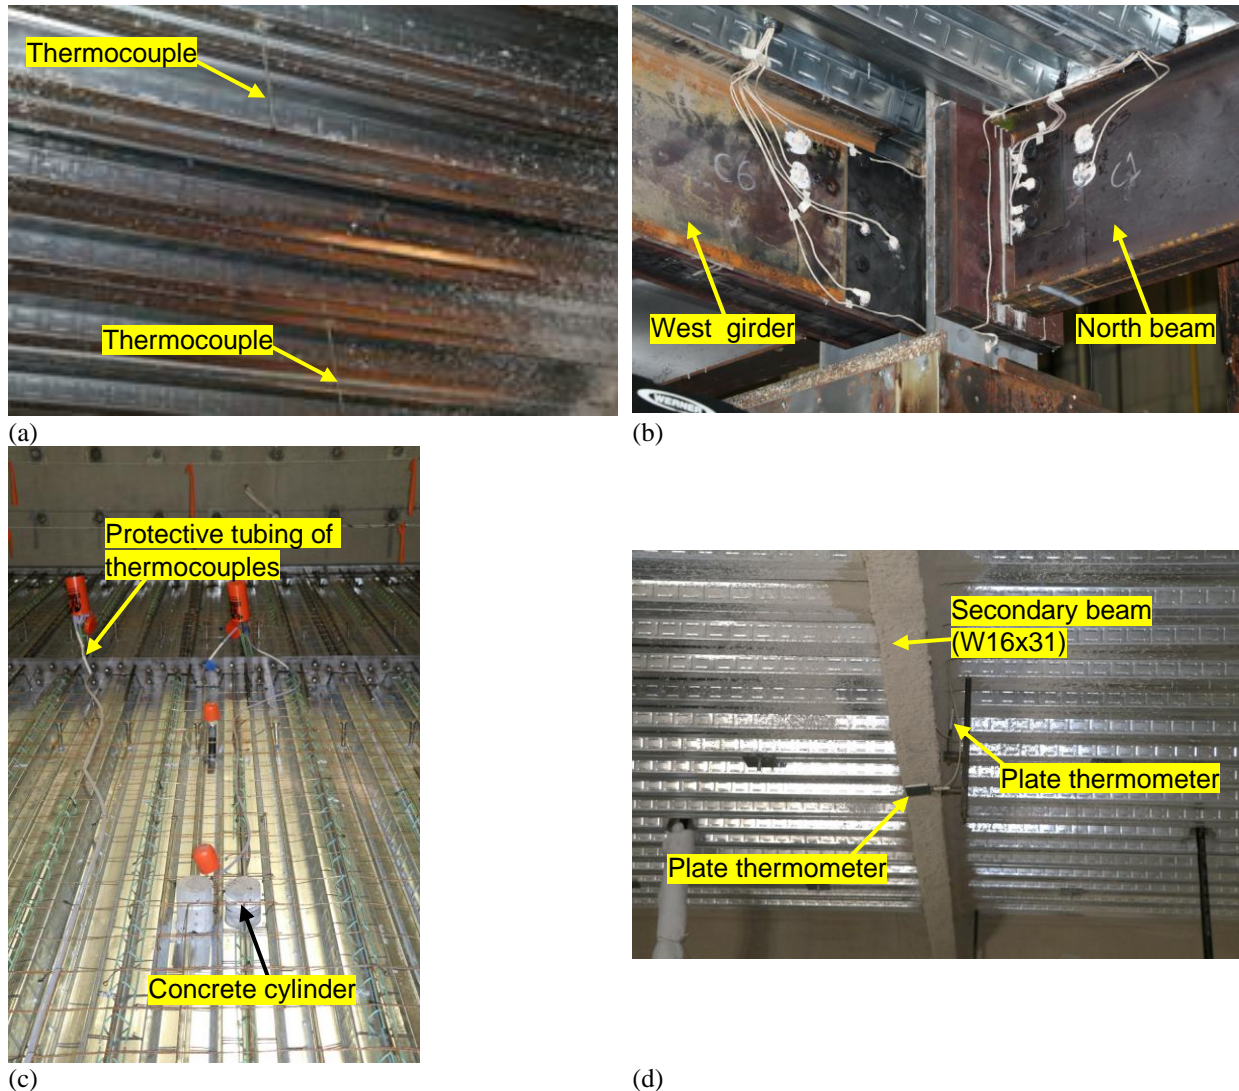 Thermocouple
Thermocouple
(a)
C6
C7
West girder
North beam
WERNER
(b)
Protective tubing of
thermocouples
Concrete cylinder
(c)
Secondary beam
(W16x31)
Plate thermometer
Plate thermometer
(d)